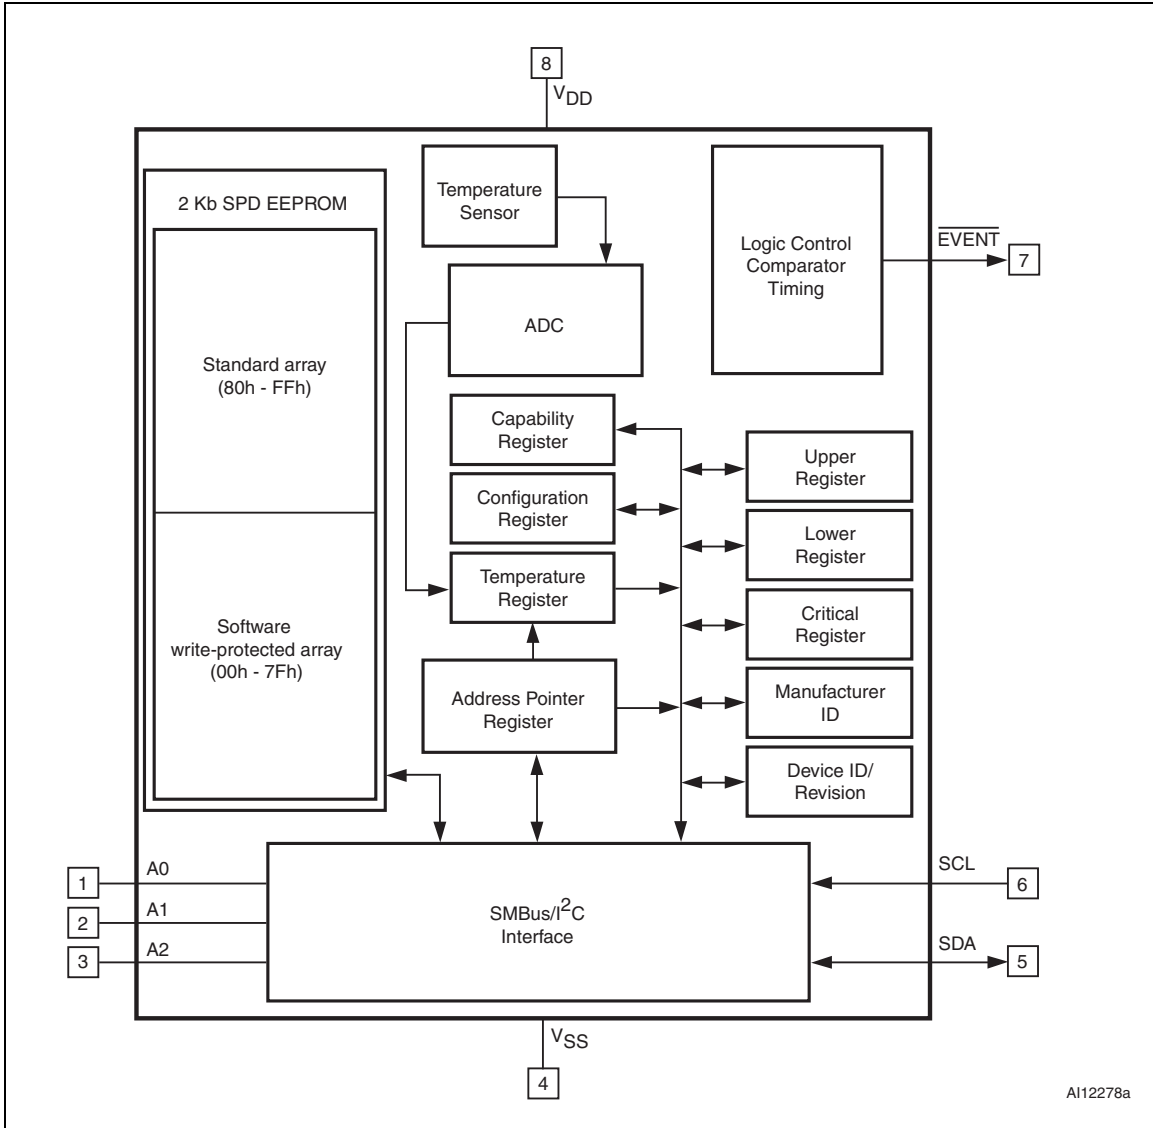 8
VDD
2 Kb SPD EEPROM
Standard array
(80h - FFh)
Software
write-protected array
(00h - 7Fh)
Temperature
Sensor
ADC
Logic Control
Comparator
Timing
EVENT
7
Capability
Register
Configuration
Register
Temperature
Register
Address Pointer
Register
Upper
Register
Lower
Register
Critical
Register
Manufacturer
ID
Device ID/
Revision
1
A0
2
A1
3
A2
SMBus/I²C
Interface
SCL
6
SDA
5
VSS
4
AI12278a